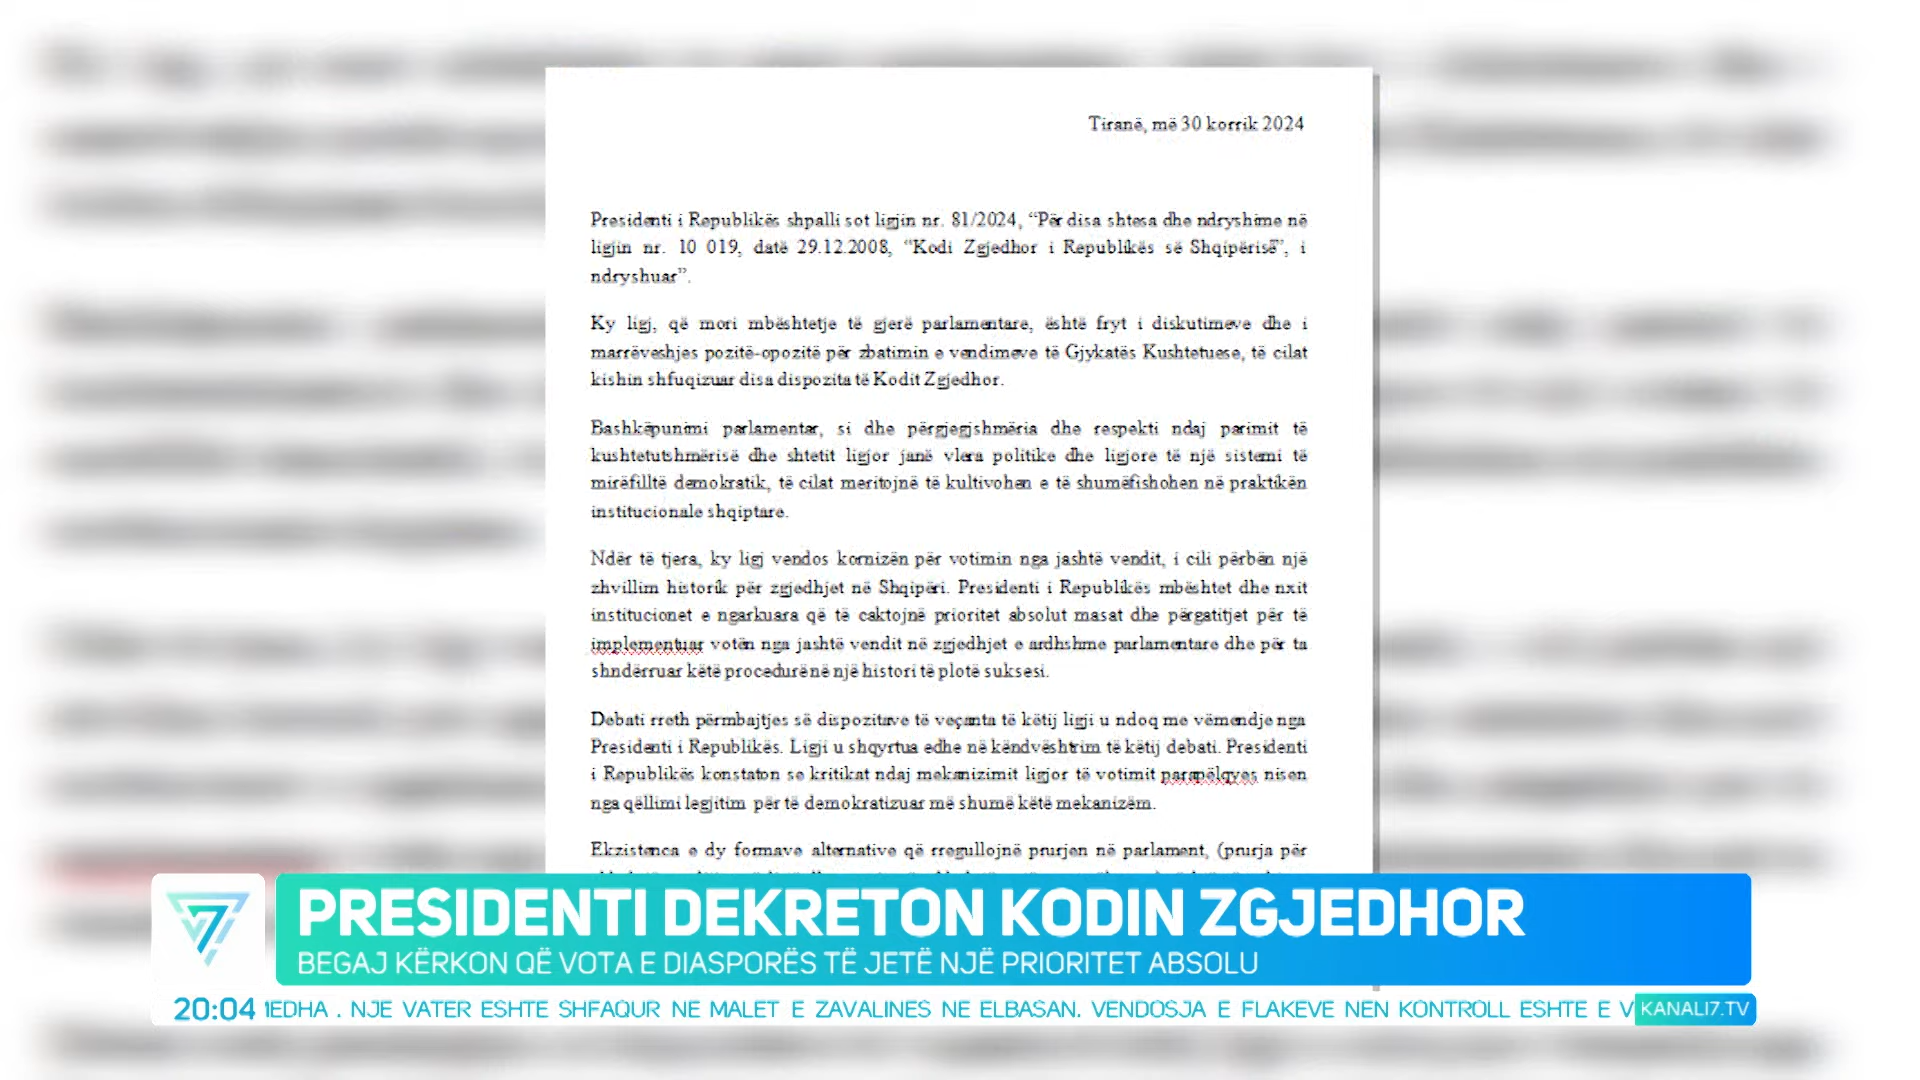 Tiranë, më 30 korrik 2024
Presidenti i Republikës shpalli sot ligjin nr. 81/2024, “Për disa shtesa dhe ndryshime në
ligjin nr. 10 019, datë 29.12.2008, “Kodi Zgjedhor i Republikës së Shqipërisë”, i
ndryshuar”.
Ky ligj, që mori mbështetje të gjerë parlamentare, është fryt i diskutimeve dhe i
marrëveshjes pozitë-opozitë për zbatimin e vendimeve të Gjykatës Kushtetuese, të cilat
kishin shfuqizuar disa dispozita të Kodit Zgjedhor.
Bashkëpunimi parlamentar, si dhe përgjegjshmëria dhe respekti ndaj parimit të
kushtetutshmërisë dhe shtetit ligjor janë vlera politike dhe ligjore të një sistemi të
mirëfilltë demokratik, të cilat meritojnë të kultivohen e të shumëfishohen në praktikën
institucionale shqiptare.
Ndër të tjera, ky ligj vendos kornizën për votimin nga jashtë vendit, i cili përbën një
zhvillim historik për zgjedhjet në Shqipëri. Presidenti i Republikës mbështet dhe nxit
institucionet e ngarkuara që të caktojnë prioritet absolut masat dhe përgatitjet për të
implementuar votën nga jashtë vendit në zgjedhjet e ardhshme parlamentare dhe për ta
shndërruar këtë procedurë në një histori të plotë suksesi.
Debati rreth përmbajtjes së dispozitave të veçanta të këtij ligji u ndoq me vëmendje nga
Presidenti i Republikës. Ligji u shqyrtua edhe në këndvështrim të këtij debati. Presidenti
i Republikës konstaton se kritikat ndaj mekanizimit ligjor të votimit parapëlqyes nisen
nga qëllimi legjitim për të demokratizuar më shumë këtë mekanizëm.
Ekzistenca e dy formave alternative që rregullojnë prurjen në parlament, (prurja për
PRESIDENTI DEKRETON KODIN ZGJEDHOR
BEGAJ KËRKON QË VOTA E DIASPORËS TË JETË NJË PRIORITET ABSOLU
20:04 IEDHA . NJE VATER ESHTE SHFAQUR NE MALET E ZAVALINES NE ELBASAN. VENDOSJA E FLAKEVE NEN KONTROLL ESHTE E V KANALI7.TV